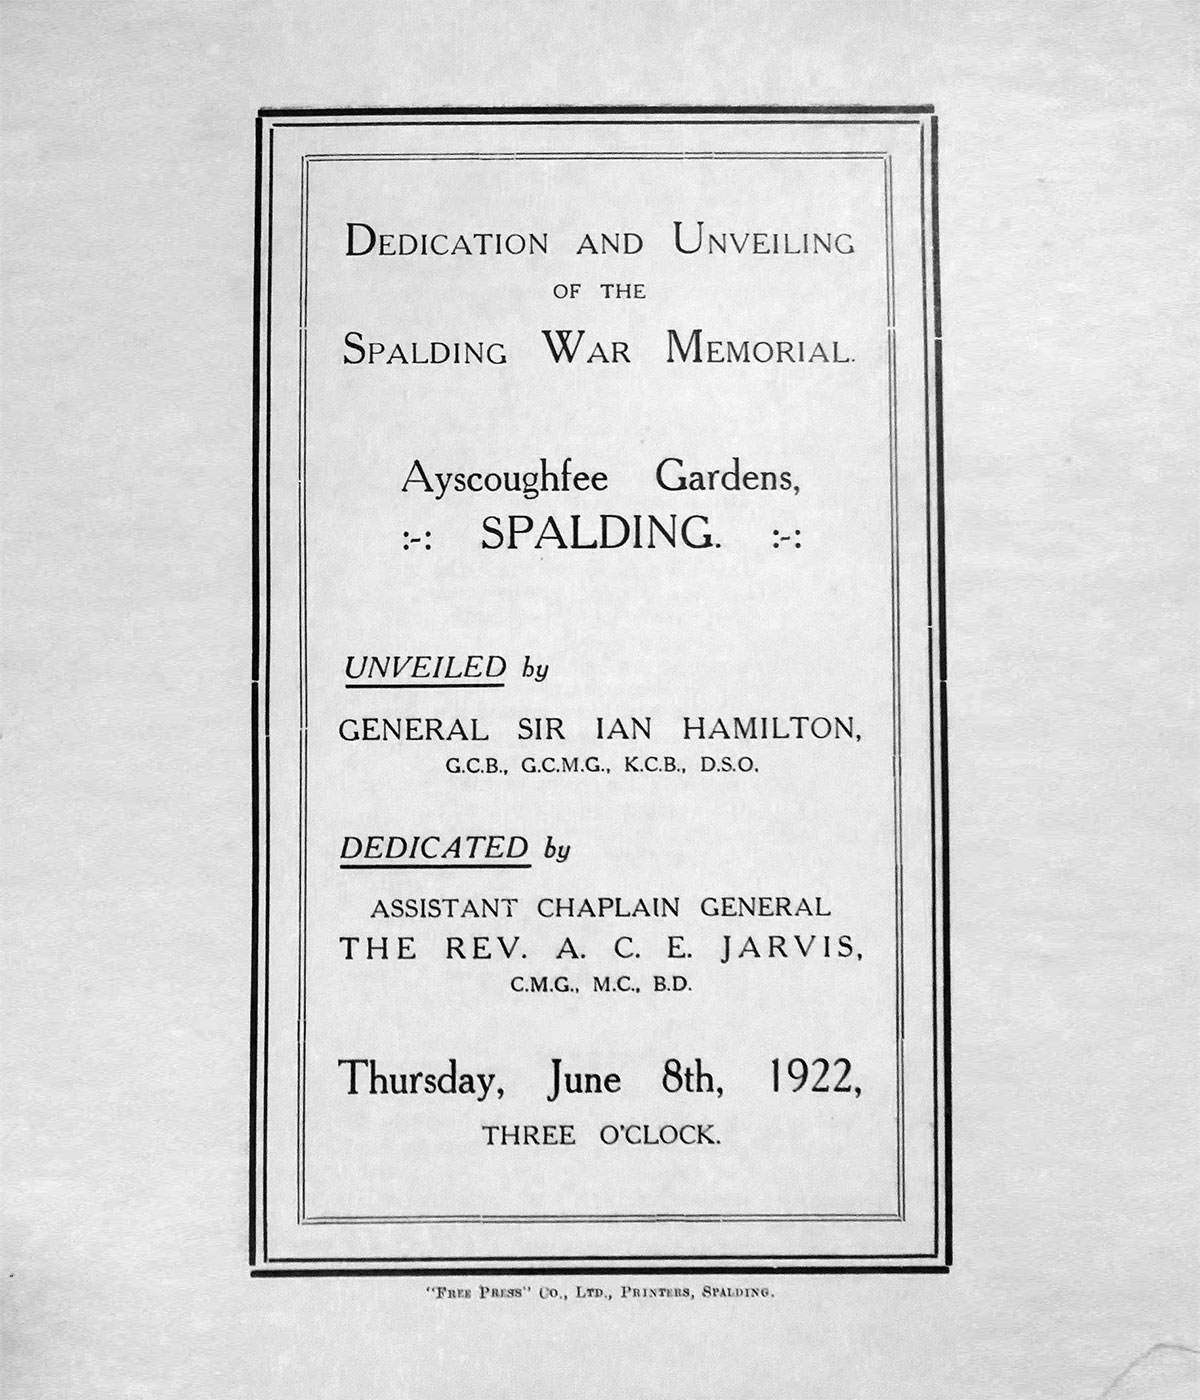 Dedication and Unveiling
of the
Spalding War Memorial.
Ayscoughfee Gardens,
:-: SPALDING. :-:
UNVEILED by
GENERAL SIR IAN HAMILTON,
G.C.B., G.C.M.G., K.C.B., D.S.O.
DEDICATED by
ASSISTANT CHAPLAIN GENERAL
THE REV. A. C. E. JARVIS,
C.M.G., M.C., B.D.
Thursday, June 8th, 1922,
THREE O'CLOCK.
"Free Press" Co., Ltd., Printers, Spalding.